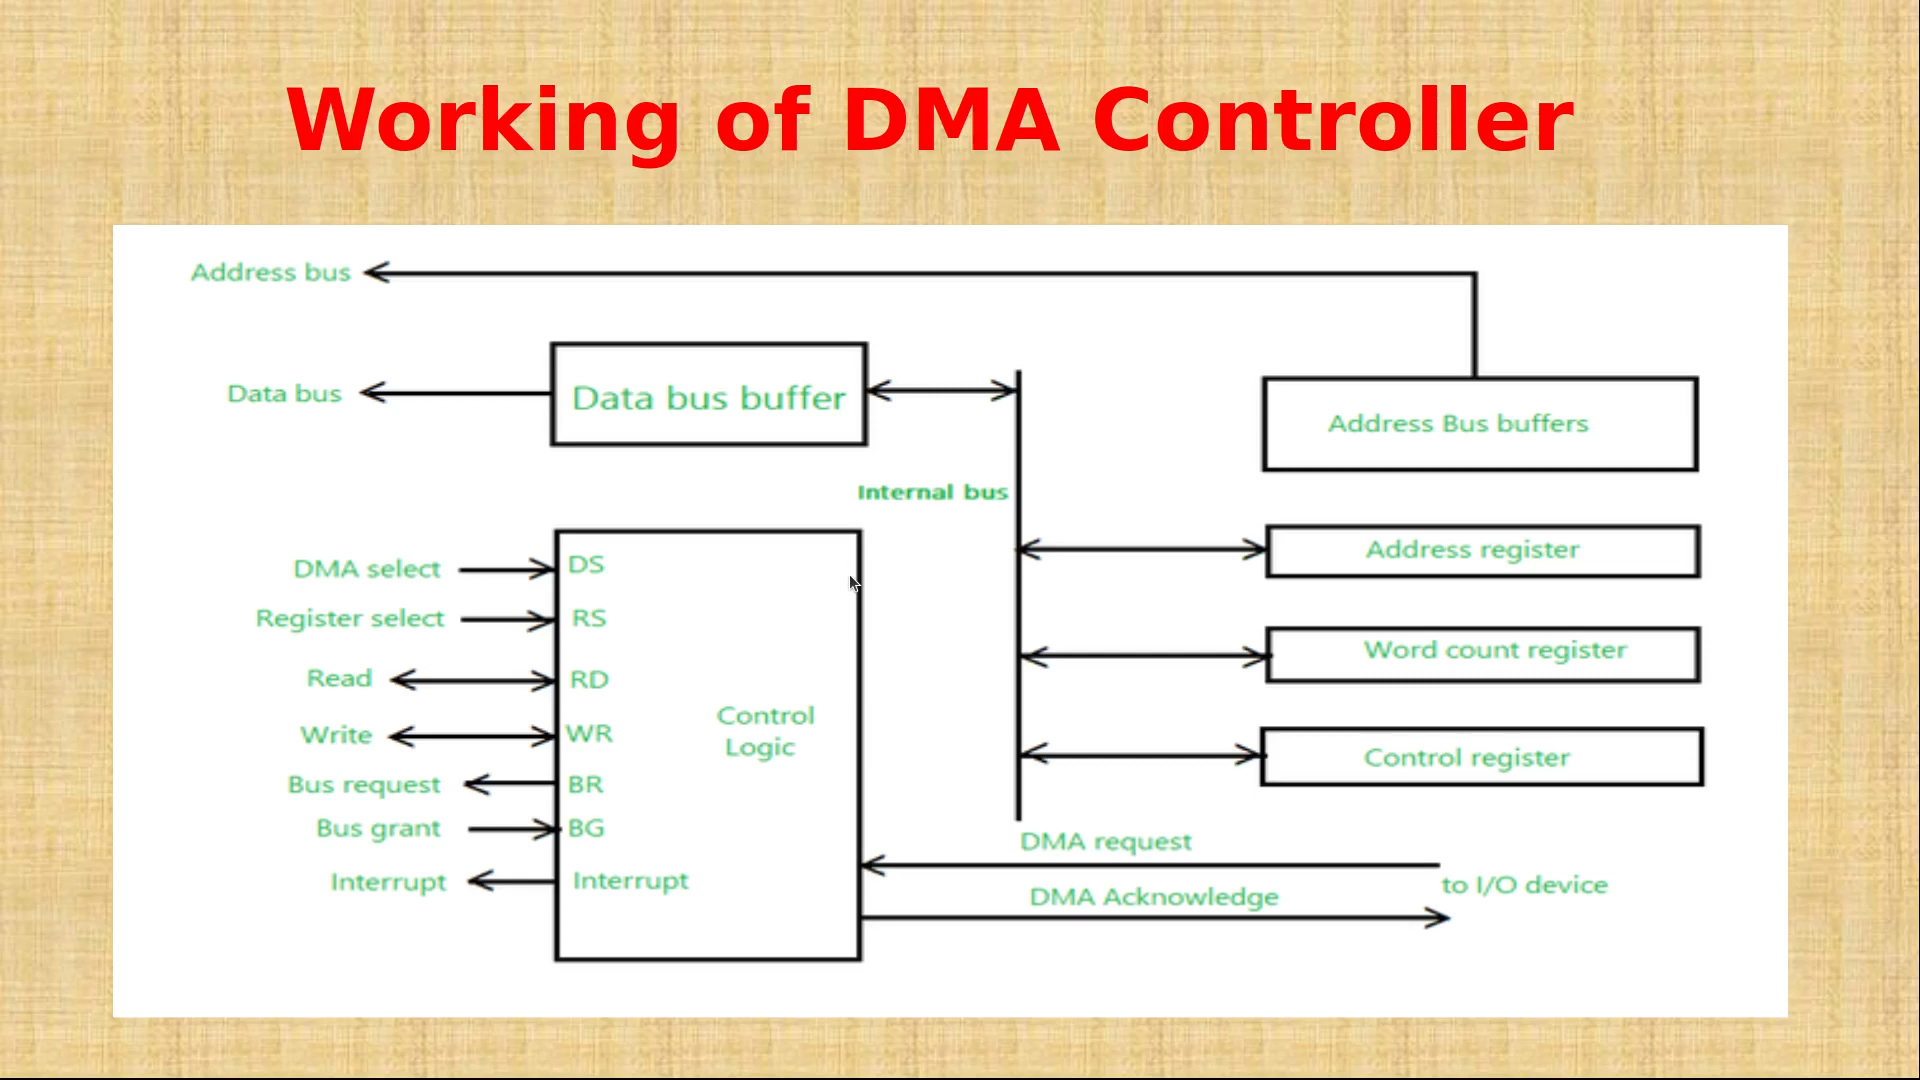 Working of DMA Controller
Address bus
Data bus
Data bus buffer
Address Bus buffers
Internal bus
DMA select
DS
Address register
Register select
RS
Word count register
Read
RD
Write
WR
Control
Logic
Control register
Bus request
BR
Bus grant
BG
DMA request
Interrupt
Interrupt
DMA Acknowledge
to I/O device